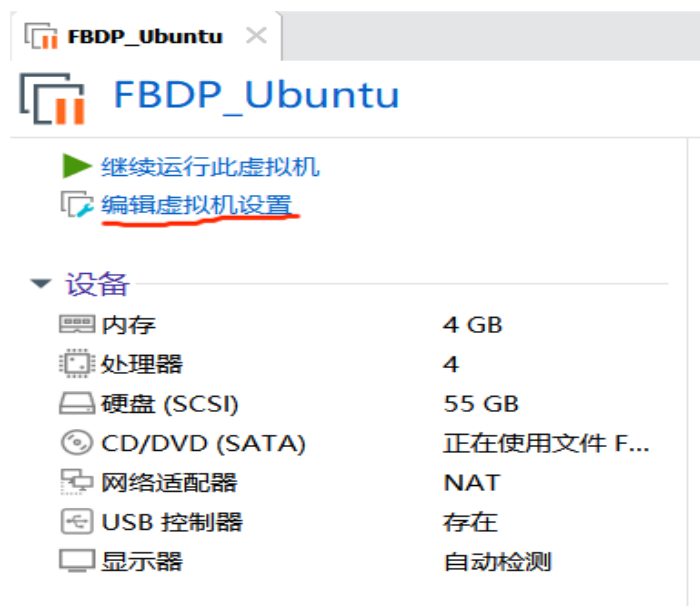 FBDP_Ubuntu
FBDP_Ubuntu
继续运行此虚拟机
编辑虚拟机设置
设备
内存 4 GB
处理器 4
硬盘 (SCSI) 55 GB
CD/DVD (SATA) 正在使用文件 F...
网络适配器 NAT
USB 控制器 存在
显示器 自动检测